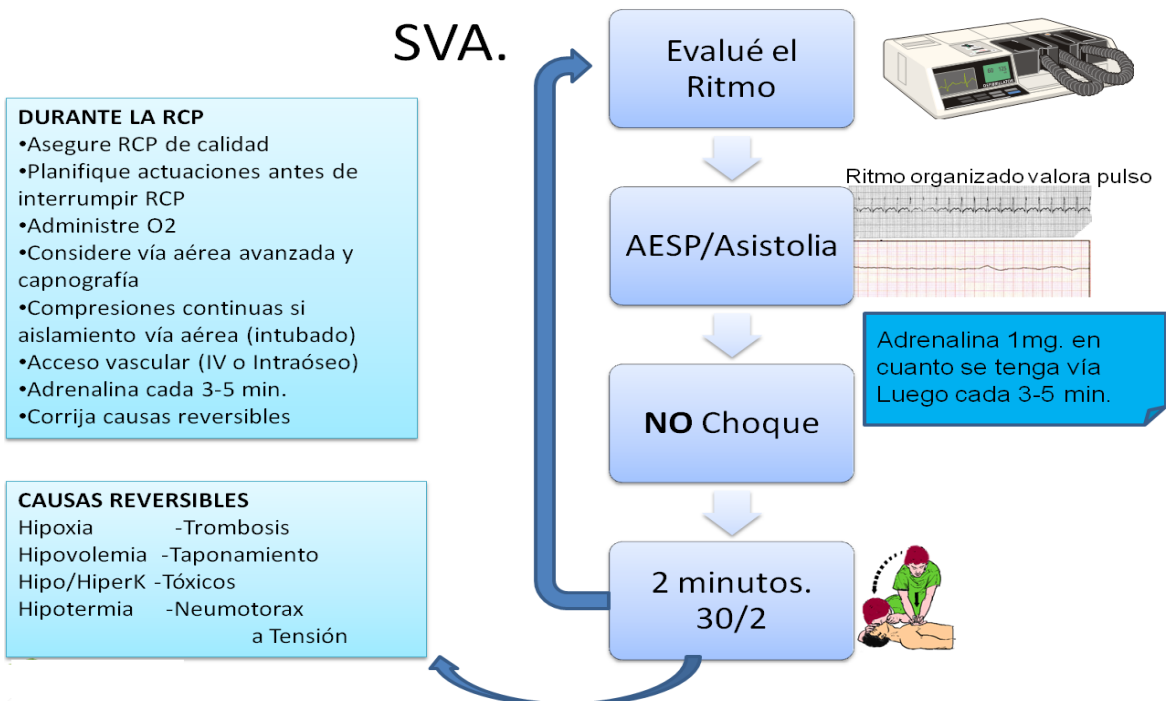 SVA.
Evalué el
Ritmo
DURANTE LA RCP
•Asegure RCP de calidad
•Planifique actuaciones antes de
interrumpir RCP
•Administre O2
•Considere vía aérea avanzada y
capnografía
•Compresiones continuas si
aislamiento vía aérea (intubado)
•Acceso vascular (IV o Intraóseo)
•Adrenalina cada 3-5 min.
•Corrija causas reversibles
Ritmo organizado valora pulso
AESP/Asistolia
Adrenalina 1mg. en
cuanto se tenga vía
Luego cada 3-5 min.
NO Choque
CAUSAS REVERSIBLES
Hipoxia -Trombosis
Hipovolemia -Taponamiento
Hipo/HiperK -Tóxicos
Hipotermia -Neumotorax
a Tensión
2 minutos.
30/2